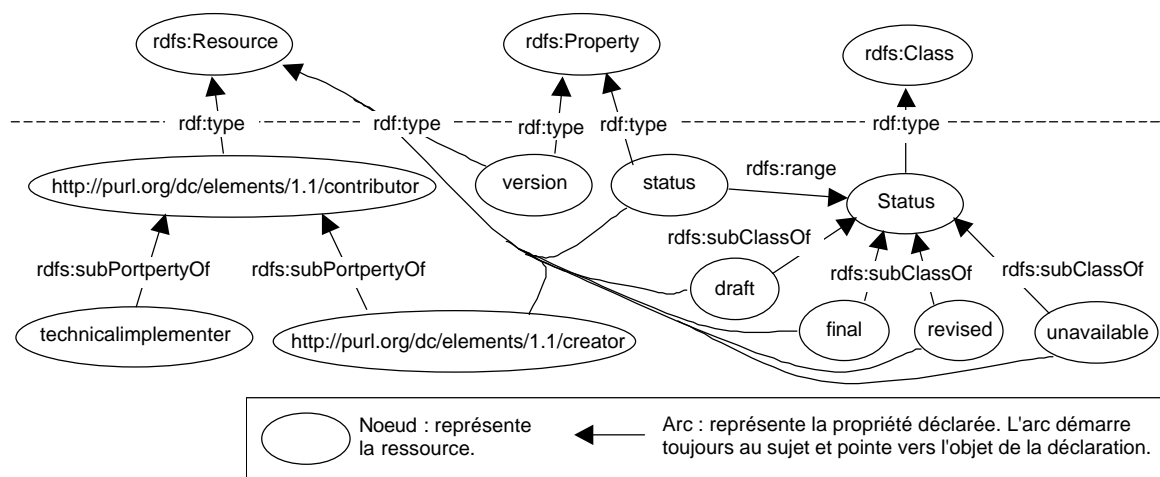 rdfs:Resource
rdfs:Property
rdfs:Class
rdf:type
rdf:type
rdf:type
rdf:type
rdf:type
http://purl.org/dc/elements/1.1/contributor
version
status
rdfs:range
Status
rdfs:subPortpertyOf
rdfs:subPortpertyOf
rdfs:subClassOf
rdfs:subClassOf
rdfs:subClassOf
draft
technicalimplementer
http://purl.org/dc/elements/1.1/creator
final
revised
unavailable
Noeud : représente
la ressource.
Arc : représente la propriété déclarée. L'arc démarre
toujours au sujet et pointe vers l'objet de la déclaration.